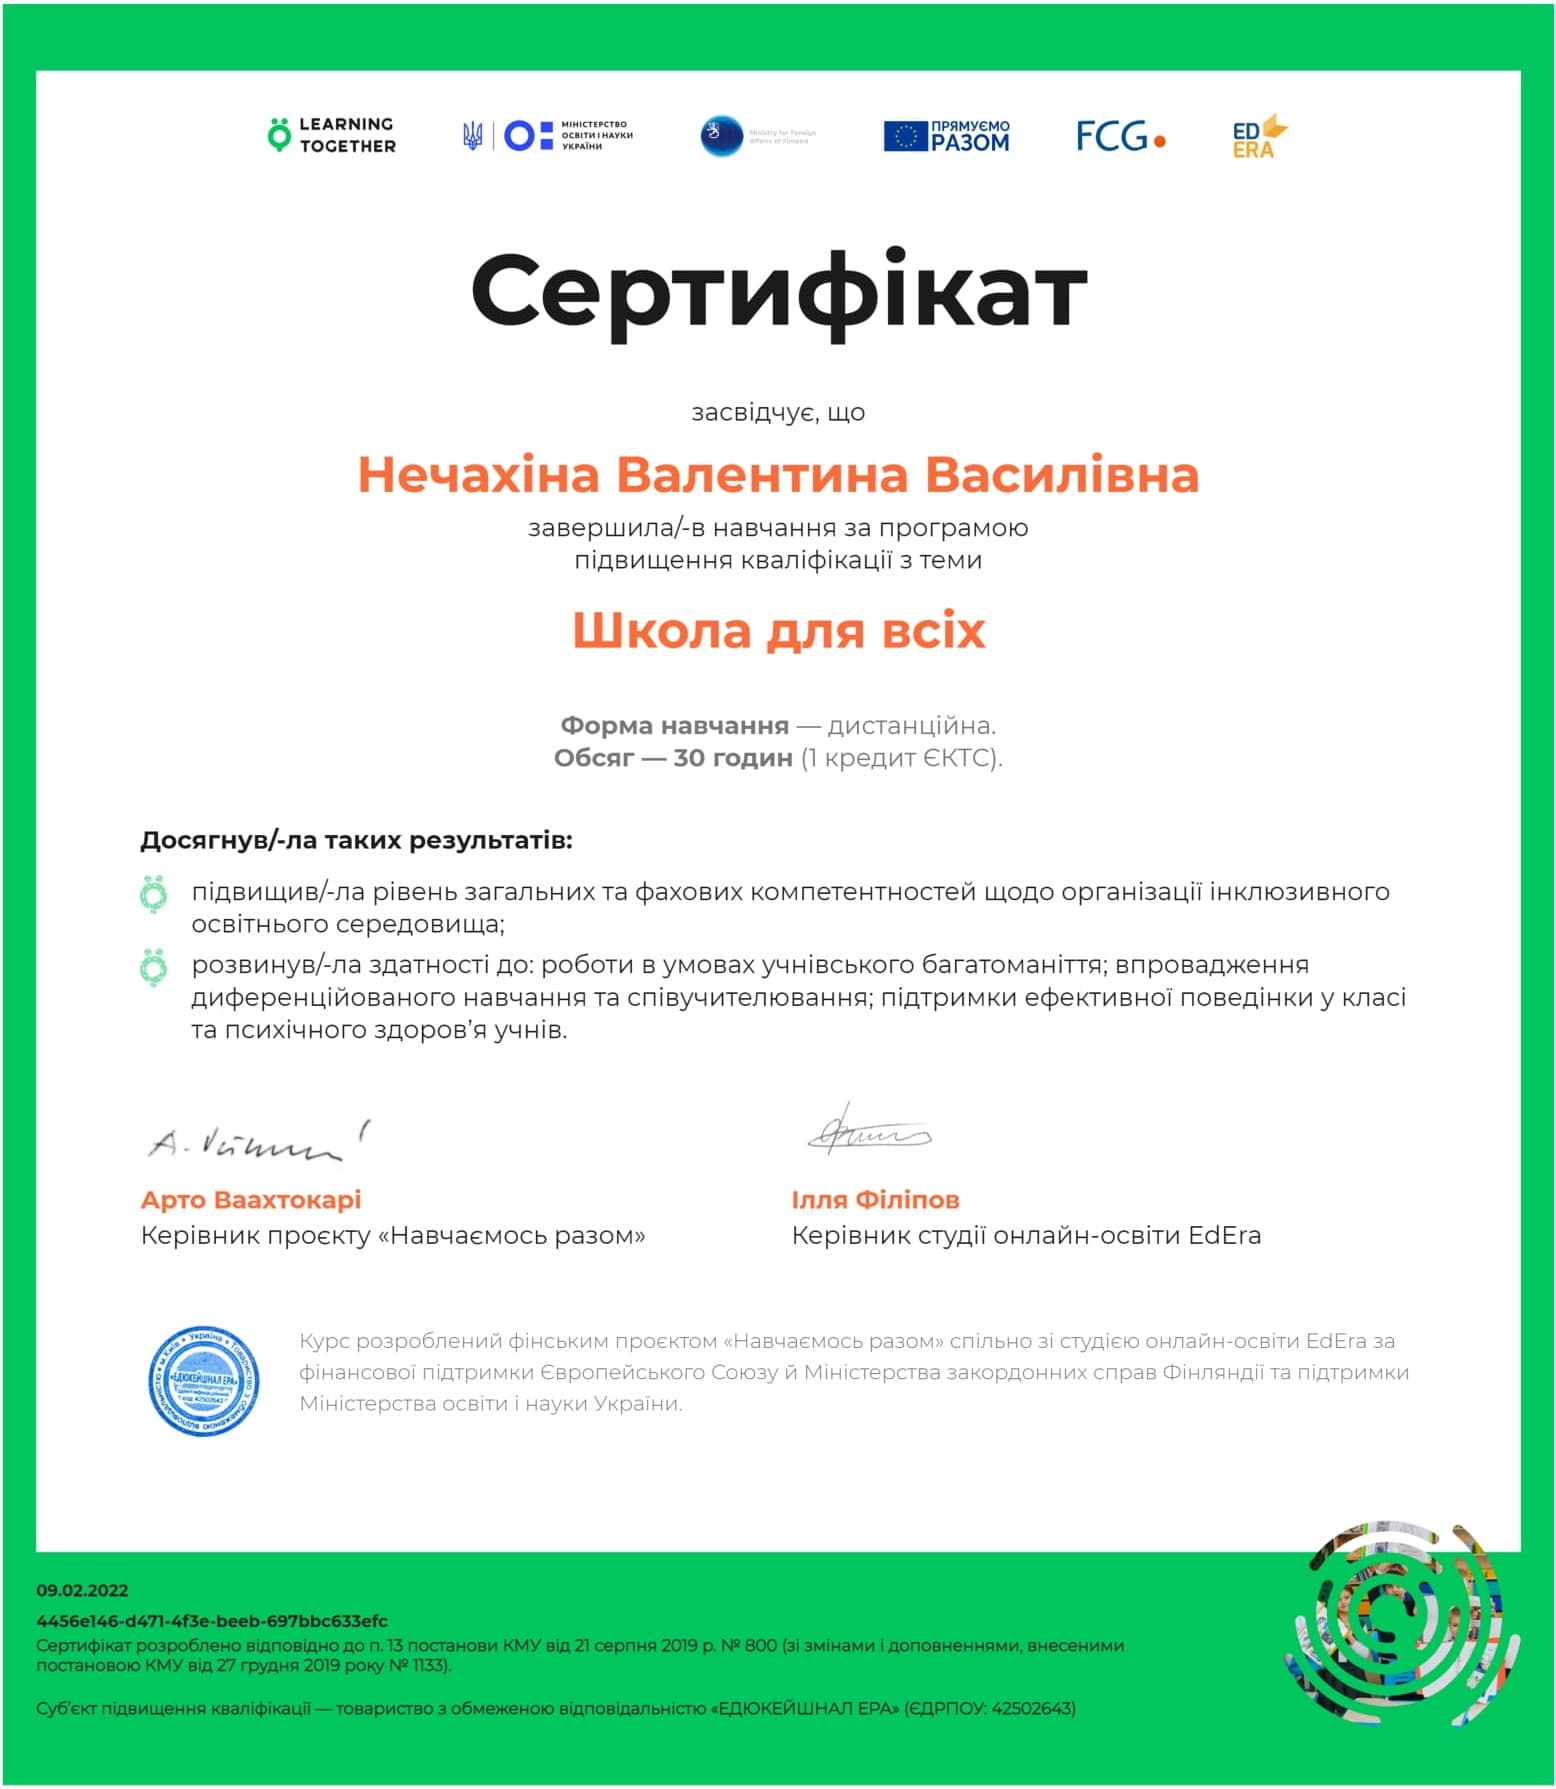 LEARNING
TOGETHER
МІНІСТЕРСТВО
ОСВІТИ І НАУКИ
УКРАЇНИ
Ministry for Foreign
Affairs of Finland
ПРЯМУЄМО
РАЗОМ
FCG
ED
ERA
Сертифікат
засвідчує, що
Нечахіна Валентина Василівна
завершила/-в навчання за програмою
підвищення кваліфікації з теми
Школа для всіх
Форма навчання — дистанційна.
Обсяг — 30 годин (1 кредит ЄКТС).
Досягнув/-ла таких результатів:
підвищив/-ла рівень загальних та фахових компетентностей щодо організації інклюзивного
освітнього середовища;
розвинув/-ла здатності до: роботи в умовах учнівського багатоманіття; впровадження
диференційованого навчання та співучителювання; підтримки ефективної поведінки у класі
та психічного здоров’я учнів.
Арто Ваахтокарі
Керівник проєкту «Навчаємось разом»
Ілля Філіпов
Керівник студії онлайн-освіти EdEra
Україна * Товариство з обмеженою відповідальністю * м.Київ *
«ЕДЮКЕЙШНАЛ ЕРА»
Ідентифікаційний
код 42502643
Курс розроблений фінським проєктом «Навчаємось разом» спільно зі студією онлайн-освіти EdEra за
фінансової підтримки Європейського Союзу й Міністерства закордонних справ Фінляндії та підтримки
Міністерства освіти і науки України.
09.02.2022
4456e146-d471-4f3e-beeb-697bbc633efc
Сертифікат розроблено відповідно до п. 13 постанови КМУ від 21 серпня 2019 р. № 800 (зі змінами і доповненнями, внесеними
постановою КМУ від 27 грудня 2019 року № 1133).
Суб’єкт підвищення кваліфікації — товариство з обмеженою відповідальністю «ЕДЮКЕЙШНАЛ ЕРА» (ЄДРПОУ: 42502643)